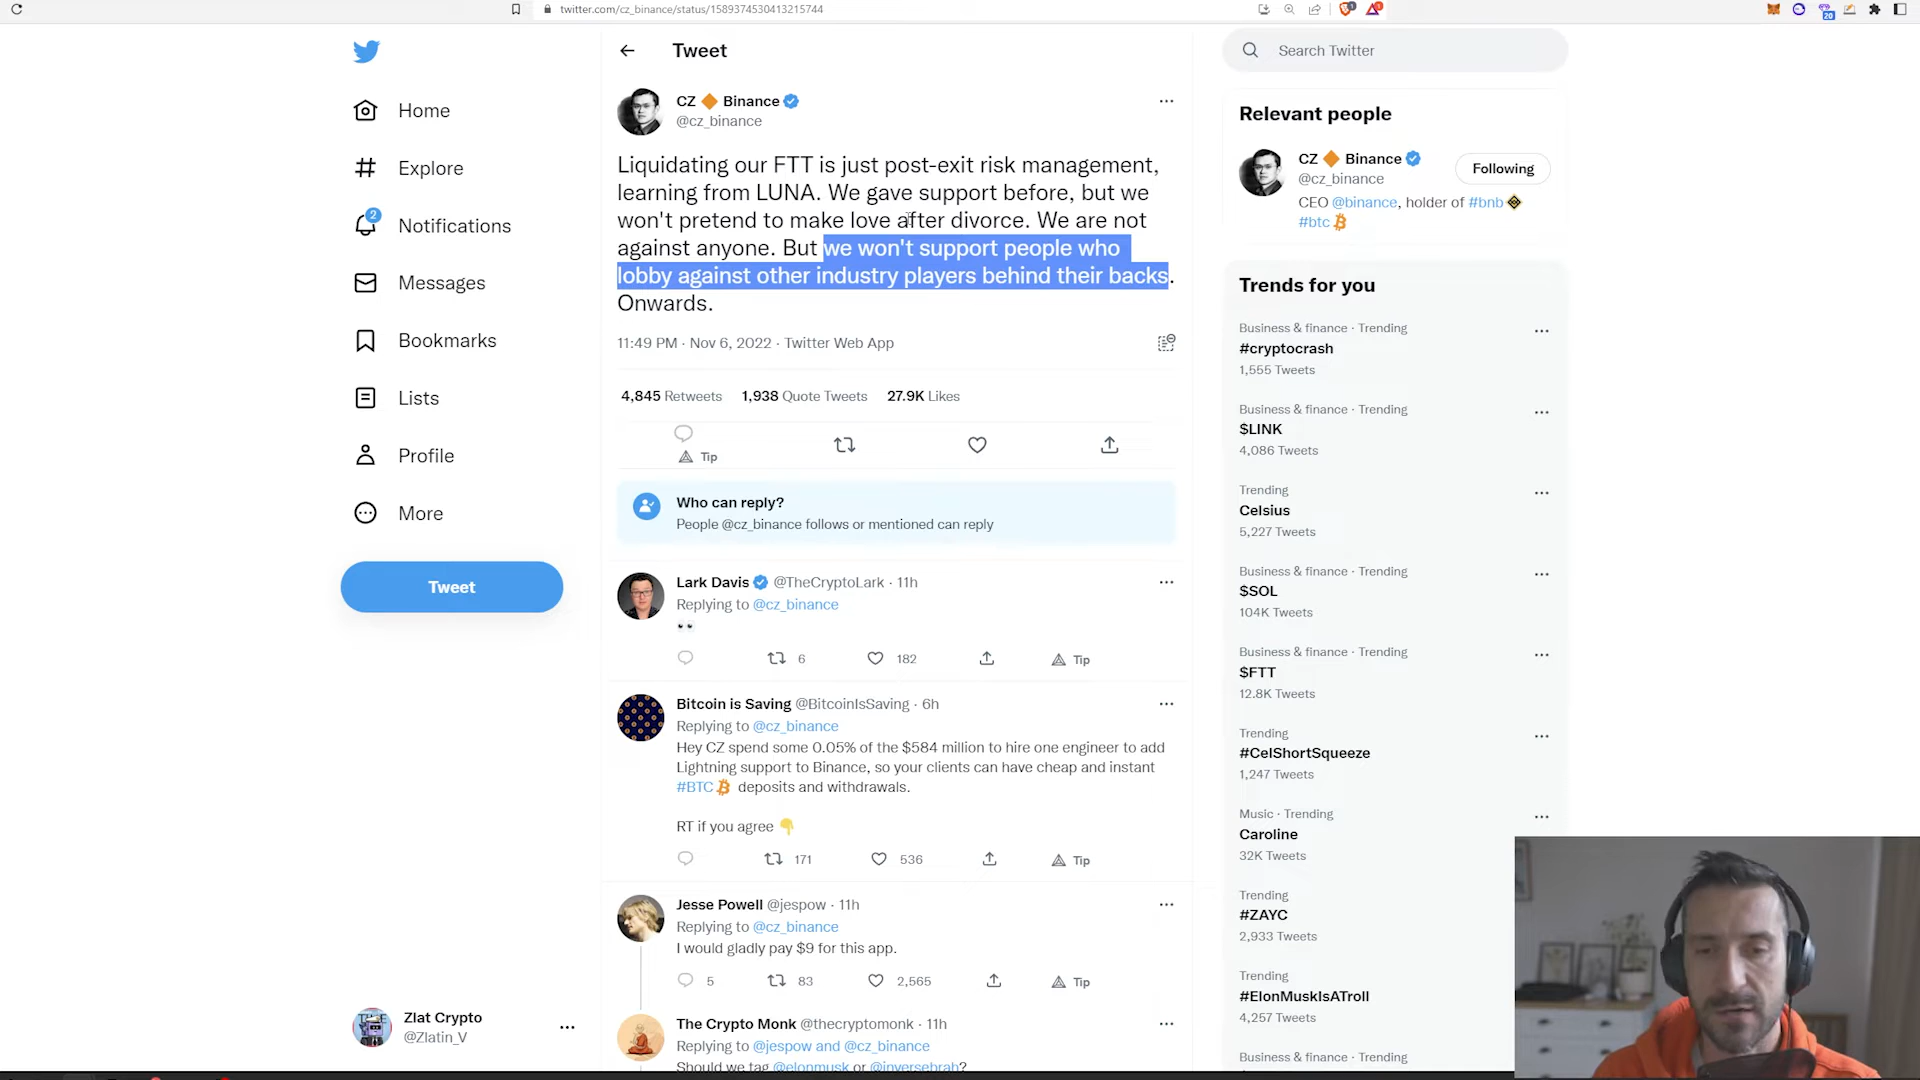 twitter.com/cz_binance/status/1589374530413215744
20
Home
Explore
2
Notifications
Messages
Bookmarks
Lists
Profile
More
Tweet
Zlat Crypto
@Zlatin_V
Tweet
CZ 🔶 Binance
@cz_binance
Liquidating our FTT is just post-exit risk management,
learning from LUNA. We gave support before, but we
won't pretend to make love after divorce. We are not
against anyone. But we won't support people who
lobby against other industry players behind their backs.
Onwards.
11:49 PM · Nov 6, 2022 · Twitter Web App
4,845 Retweets 1,938 Quote Tweets 27.9K Likes
Tip
Who can reply?
People @cz_binance follows or mentioned can reply
Lark Davis @TheCryptoLark · 11h
Replying to @cz_binance
👀
6 182 Tip
Bitcoin is Saving @BitcoinIsSaving · 6h
Replying to @cz_binance
Hey CZ spend some 0.05% of the $584 million to hire one engineer to add
Lightning support to Binance, so your clients can have cheap and instant
#BTC deposits and withdrawals.
RT if you agree 👇
171 536 Tip
Jesse Powell @jespow · 11h
Replying to @cz_binance
I would gladly pay $9 for this app.
5 83 2,565 Tip
The Crypto Monk @thecryptomonk · 11h
Replying to @jespow and @cz_binance
Should we tag @elonmusk or @inversebrah?
Search Twitter
Relevant people
CZ 🔶 Binance
@cz_binance
Following
CEO @binance, holder of #bnb
#btc
Trends for you
Business & finance · Trending
#cryptocrash
1,555 Tweets
Business & finance · Trending
$LINK
4,086 Tweets
Trending
Celsius
5,227 Tweets
Business & finance · Trending
$SOL
104K Tweets
Business & finance · Trending
$FTT
12.8K Tweets
Trending
#CelShortSqueeze
1,247 Tweets
Music · Trending
Caroline
32K Tweets
Trending
#ZAYC
2,933 Tweets
Trending
#ElonMuskIsATroll
4,257 Tweets
Business & finance · Trending